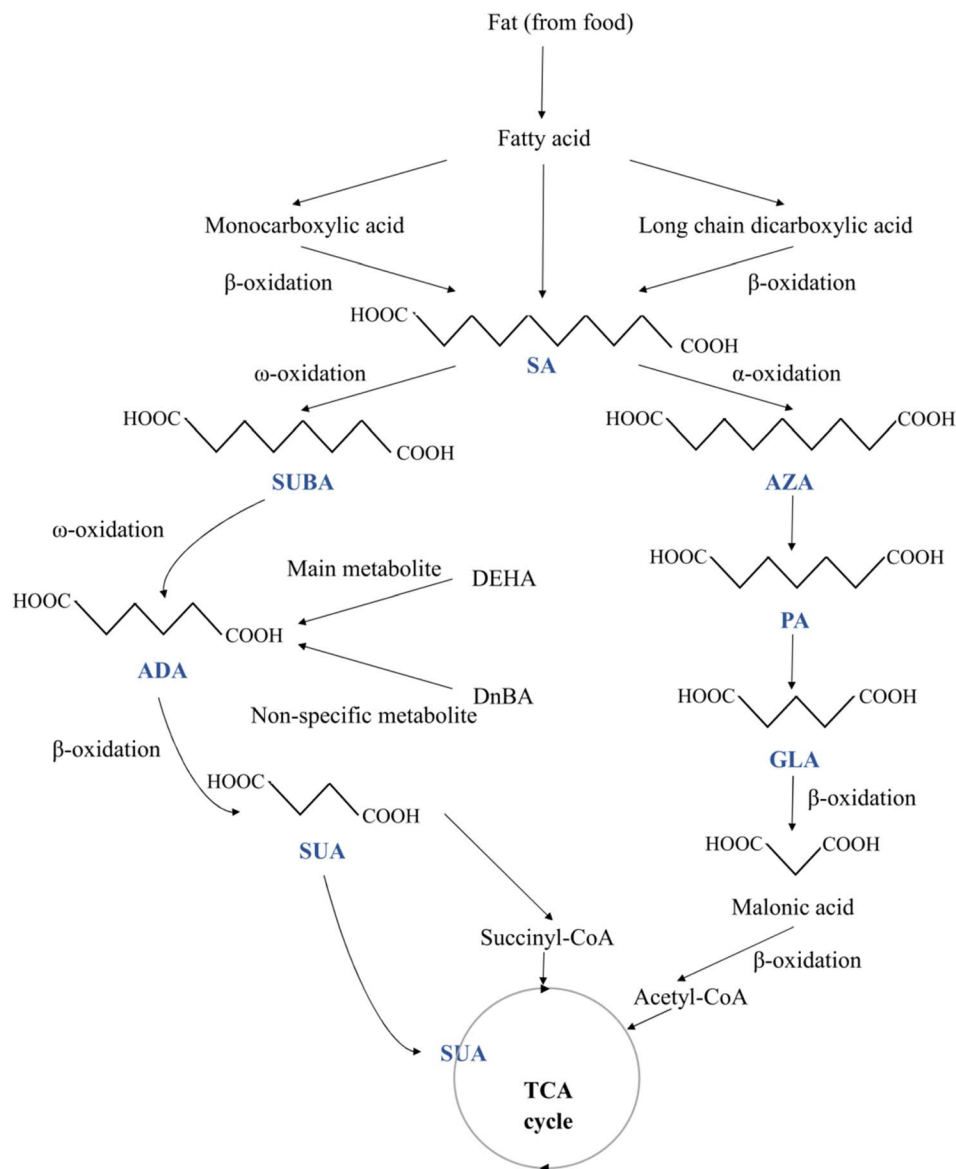 Fat (from food)
Fatty acid
Monocarboxylic acid
Long chain dicarboxylic acid
β-oxidation
β-oxidation
HOOC
COOH
SA
ω-oxidation
α-oxidation
HOOC
COOH
SUBA
HOOC
COOH
AZA
ω-oxidation
HOOC
COOH
PA
Main metabolite
DEHA
HOOC
COOH
ADA
DnBA
Non-specific metabolite
HOOC
COOH
GLA
β-oxidation
HOOC
COOH
SUA
β-oxidation
HOOC
COOH
Malonic acid
Succinyl-CoA
β-oxidation
Acetyl-CoA
SUA
TCA
cycle